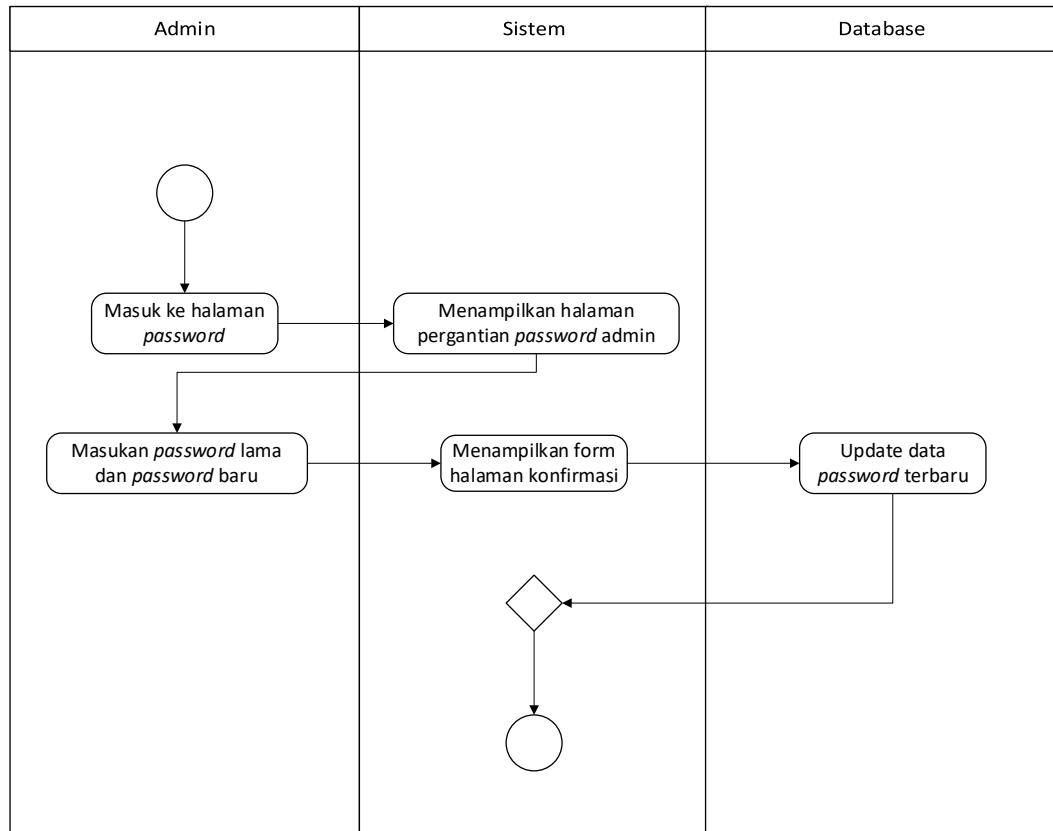 Admin
Sistem
Database
Masuk ke halaman
password
Menampilkan halaman
pergantian password admin
Masukan password lama
dan password baru
Menampilkan form
halaman konfirmasi
Update data
password terbaru